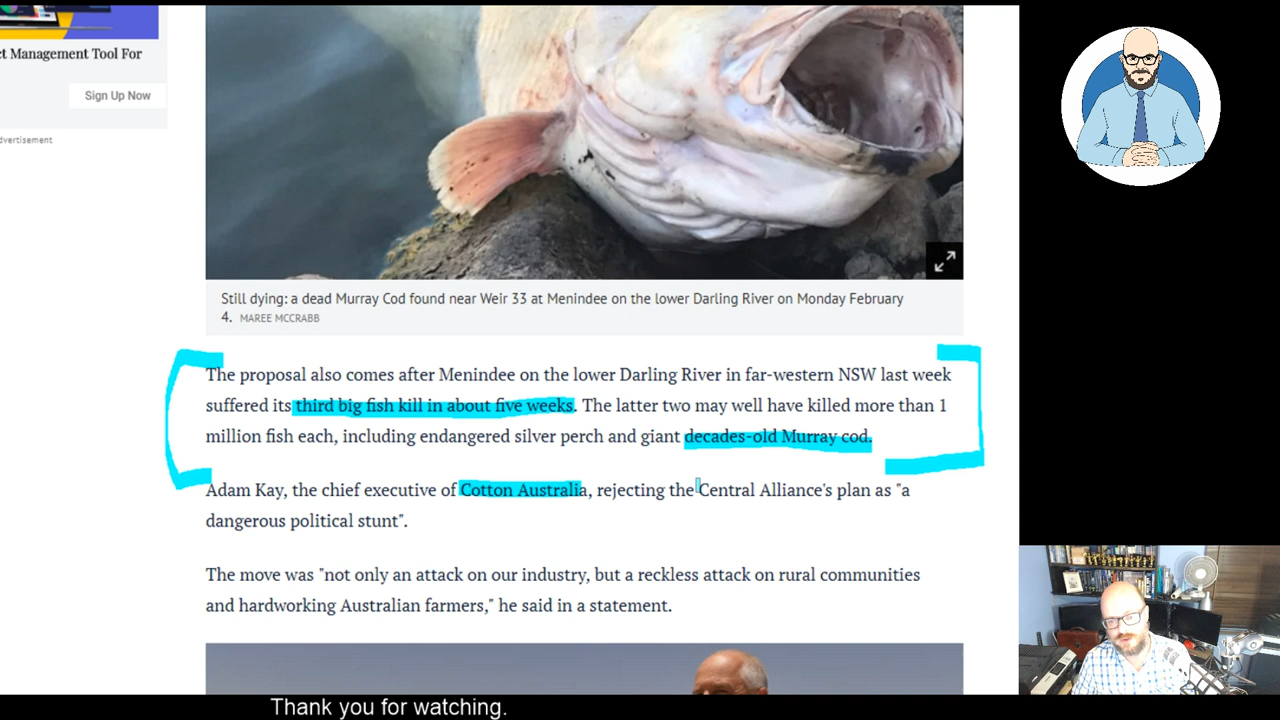 ct Management Tool For
Sign Up Now
dvertisement
Still dying: a dead Murray Cod found near Weir 33 at Menindee on the lower Darling River on Monday February
4. MAREE MCCRABB
The proposal also comes after Menindee on the lower Darling River in far-western NSW last week
suffered its third big fish kill in about five weeks. The latter two may well have killed more than 1
million fish each, including endangered silver perch and giant decades-old Murray cod.
Adam Kay, the chief executive of Cotton Australia, rejecting the Central Alliance's plan as "a
dangerous political stunt".
The move was "not only an attack on our industry, but a reckless attack on rural communities
and hardworking Australian farmers," he said in a statement.
Thank you for watching.